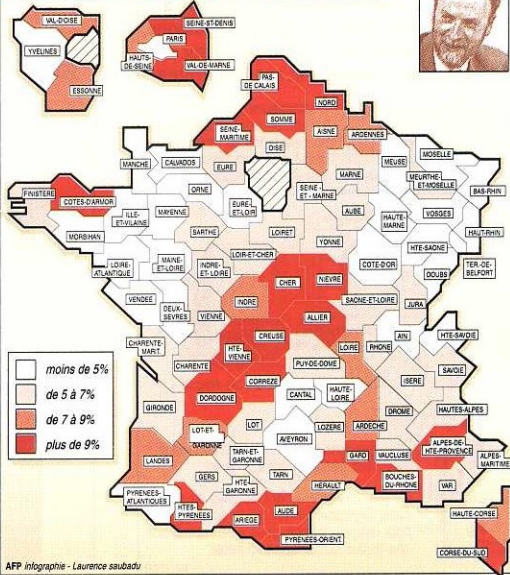 VAL-D'OISE
YVELINES
ESSONNE
SEINE-ST-DENIS
PARIS
HAUTS-
DE-SEINE
VAL-DE-MARNE
PAS-
DE CALAIS
NORD
SOMME
SEINE-
MARITIME
AISNE
ARDENNES
OISE
MANCHE
CALVADOS
EURE
MEUSE
MOSELLE
MARNE
MEURTHE-
ET-MOSELLE
BAS-RHIN
FINISTERE
COTES-D'ARMOR
ORNE
EURE-
ET-LOIR
SEINE -
ET - MARNE
AUBE
ILLE-
ET-VILAINE
MAYENNE
HAUTE-
MARNE
VOSGES
MORBIHAN
SARTHE
LOIRET
YONNE
HAUT-RHIN
LOIR-ET-CHER
HTE-SAONE
LOIRE-
ATLANTIQUE
MAINE-
ET-LOIRE
INDRE-
ET-LOIR
COTE-D'OR
DOUBS
TER.-DE-
BELFORT
CHER
NIEVRE
VENDEE
DEUX-
SEVRES
VIENNE
INDRE
SAONE-ET-LOIRE
JURA
ALLIER
CHARENTE-
MARIT.
CREUSE
AIN
HTE-SAVOIE
HTE-
VIENNE
LOIRE
RHONE
CHARENTE
PUY-DE-DOME
SAVOIE
CORREZE
ISERE
moins de 5%
de 5 à 7%
de 7 à 9%
plus de 9%
DORDOGNE
CANTAL
HAUTE-
LOIRE
GIRONDE
DROME
HAUTES-ALPES
LOT-ET-
GARONNE
LOT
LOZERE
ARDECHE
AVEYRON
ALPES-DE-
HTE-PROVENCE
ALPES-
MARITIME
LANDES
TARN-ET-
GARONNE
GARD
VAUCLUSE
GERS
TARN
BOUCHES-
DU-RHONE
VAR
HTE-
GARONNE
HERAULT
PYRENEES-
ATLANTIQUES
HTES-
PYRENEES
AUDE
HAUTE-CORSE
ARIEGE
PYRENEES-ORIENT.
CORSE-DU-SUD
AFP infographie - Laurence saubadu